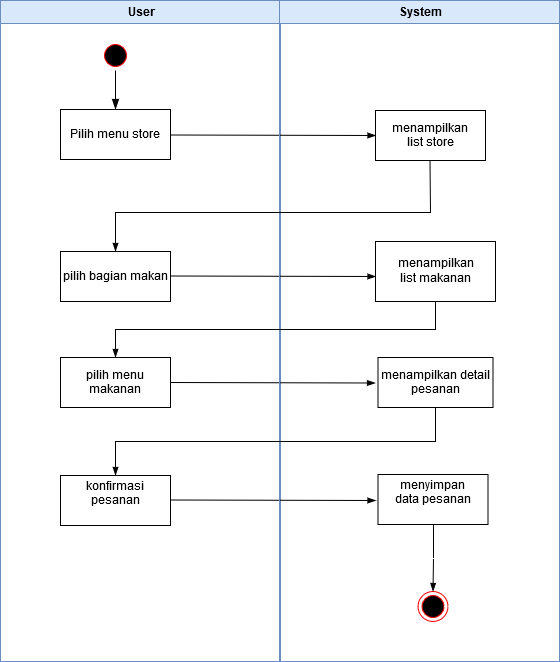 User
System
Pilih menu store
menampilkan
list store
pilih bagian makan
menampilkan
list makanan
pilih menu
makanan
menampilkan detail
pesanan
konfirmasi
pesanan
menyimpan
data pesanan